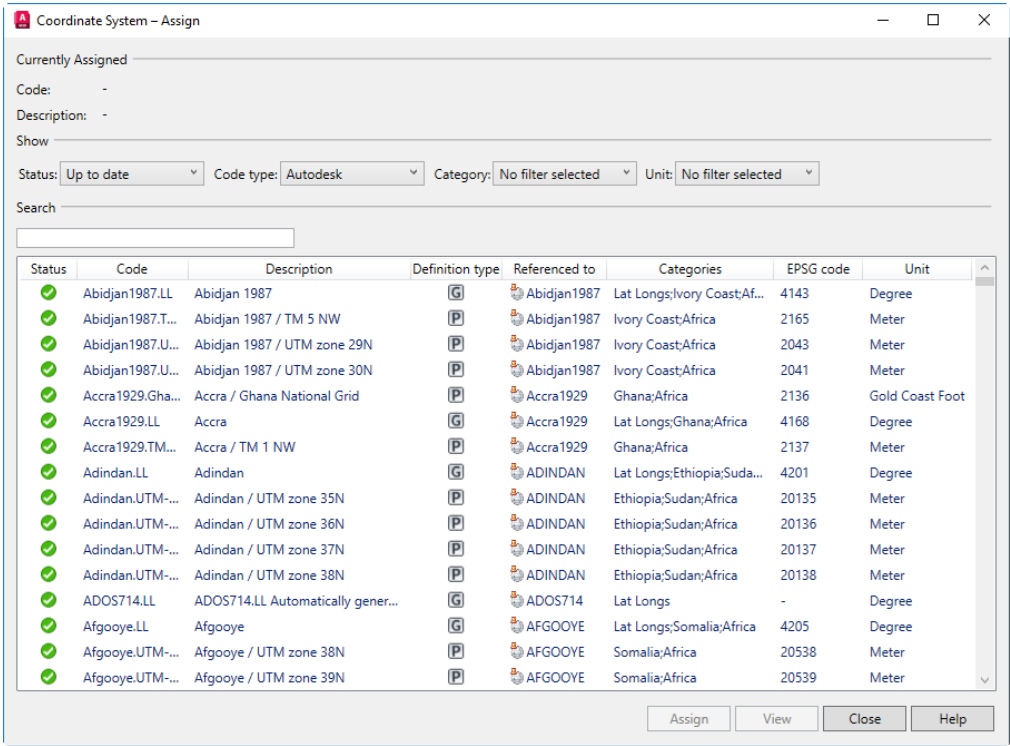 Coordinate System – Assign
Currently Assigned
Code: -
Description: -
Show
Status: Up to date Code type: Autodesk Category: No filter selected Unit: No filter selected
Search
Status Code Description Definition type Referenced to Categories EPSG code Unit
Abidjan1987.LL Abidjan 1987 G Abidjan1987 Lat Longs;Ivory Coast;Af... 4143 Degree
Abidjan1987.T... Abidjan 1987 / TM 5 NW P Abidjan1987 Ivory Coast;Africa 2165 Meter
Abidjan1987.U... Abidjan 1987 / UTM zone 29N P Abidjan1987 Ivory Coast;Africa 2043 Meter
Abidjan1987.U... Abidjan 1987 / UTM zone 30N P Abidjan1987 Ivory Coast;Africa 2041 Meter
Accra1929.Gha... Accra / Ghana National Grid P Accra1929 Ghana;Africa 2136 Gold Coast Foot
Accra1929.LL Accra G Accra1929 Lat Longs;Ghana;Africa 4168 Degree
Accra1929.TM... Accra / TM 1 NW P Accra1929 Ghana;Africa 2137 Meter
Adindan.LL Adindan G ADINDAN Lat Longs;Ethiopia;Suda... 4201 Degree
Adindan.UTM-... Adindan / UTM zone 35N P ADINDAN Ethiopia;Sudan;Africa 20135 Meter
Adindan.UTM-... Adindan / UTM zone 36N P ADINDAN Ethiopia;Sudan;Africa 20136 Meter
Adindan.UTM-... Adindan / UTM zone 37N P ADINDAN Ethiopia;Sudan;Africa 20137 Meter
Adindan.UTM-... Adindan / UTM zone 38N P ADINDAN Ethiopia;Sudan;Africa 20138 Meter
ADOS714.LL ADOS714.LL Automatically gener... G ADOS714 Lat Longs - Degree
Afgooye.LL Afgooye G AFGOOYE Lat Longs;Somalia;Africa 4205 Degree
Afgooye.UTM-... Afgooye / UTM zone 38N P AFGOOYE Somalia;Africa 20538 Meter
Afgooye.UTM-... Afgooye / UTM zone 39N P AFGOOYE Somalia;Africa 20539 Meter
Assign View Close Help